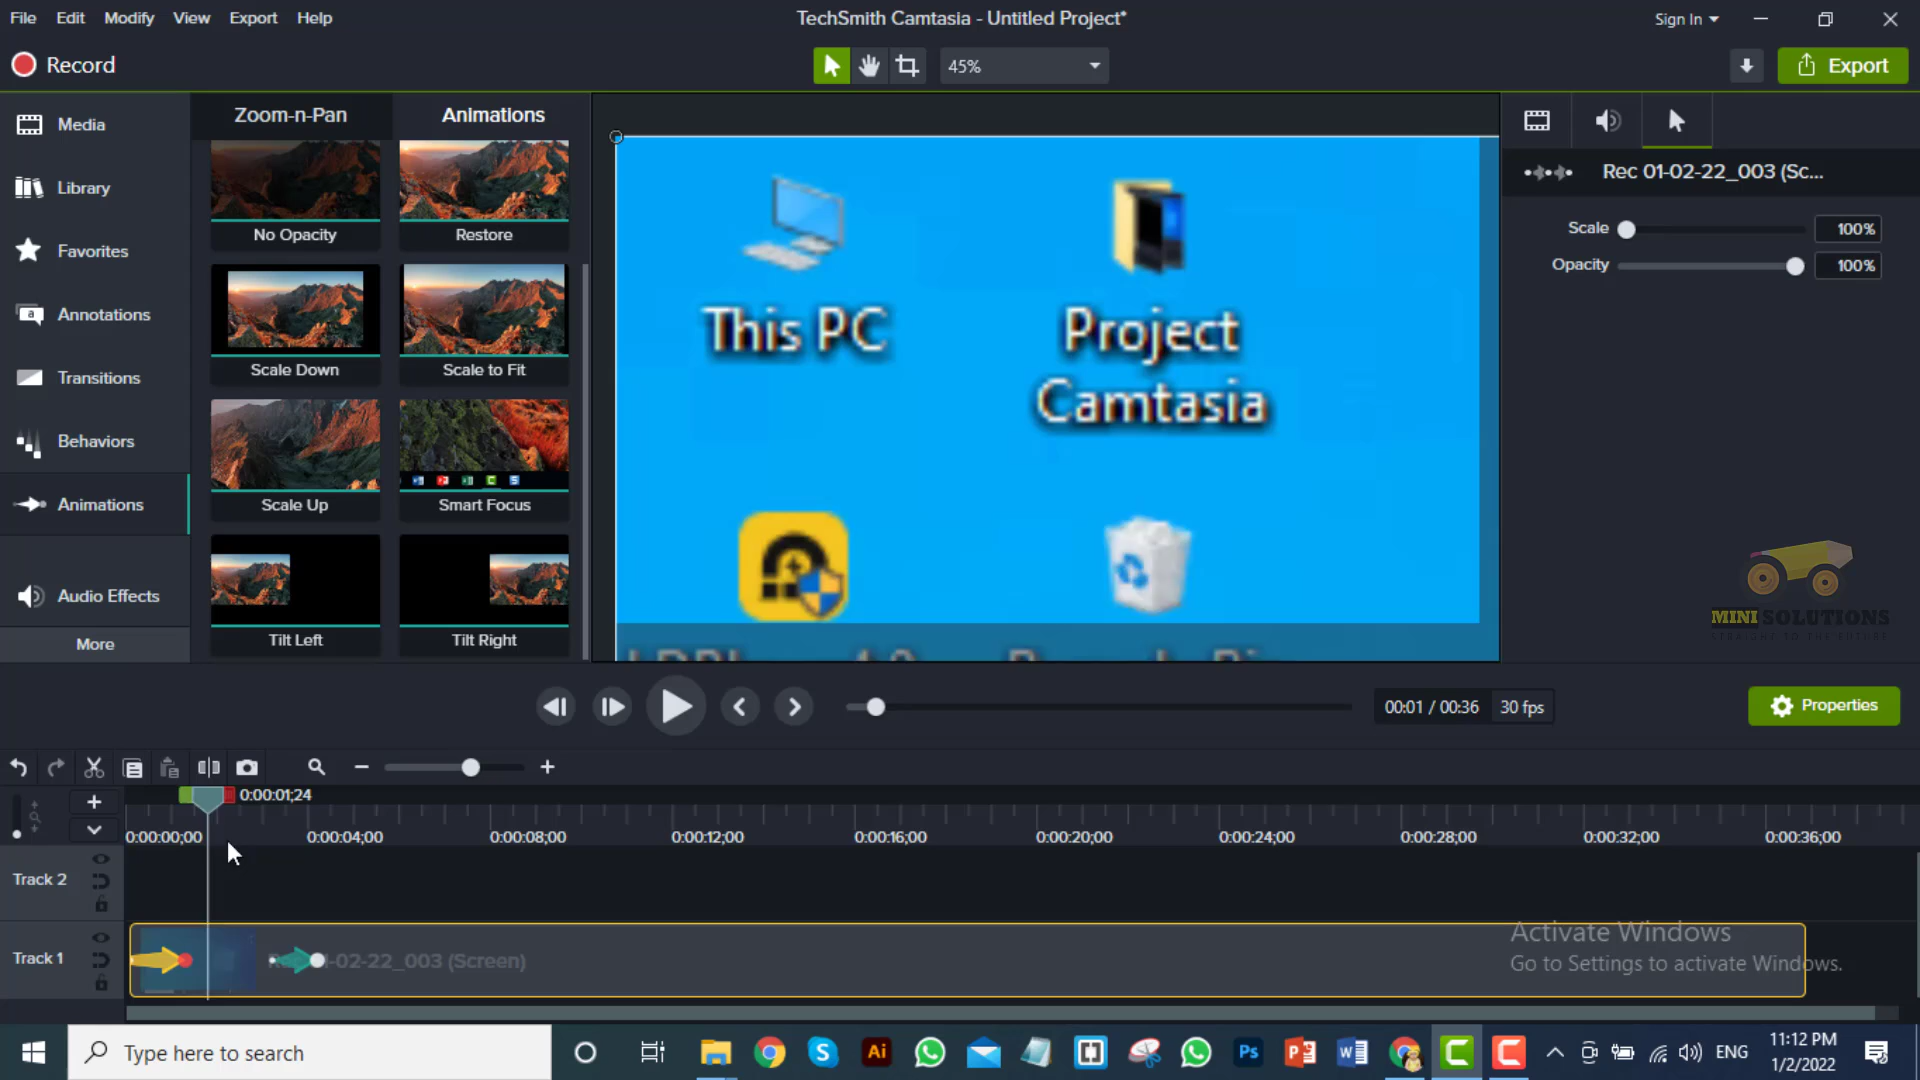 File Edit Modify View Export Help
TechSmith Camtasia - Untitled Project*
Sign In
Record
45%
Export
Media
Library
Favorites
Annotations
Transitions
Behaviors
Animations
Audio Effects
More
Zoom-n-Pan
Animations
No Opacity
Restore
Scale Down
Scale to Fit
Scale Up
Smart Focus
Tilt Left
Tilt Right
This PC
Project
Camtasia
Rec 01-02-22_003 (Sc...
Scale 100%
Opacity 100%
MINI SOLUTIONS
00:01 / 00:36 30 fps
Properties
0:00:01;24
0:00:00;00 0:00:04;00 0:00:08;00 0:00:12;00 0:00:16;00 0:00:20;00 0:00:24;00 0:00:28;00 0:00:32;00 0:00:36;00
Track 2
Track 1
-02-22_003 (Screen)
Activate Windows
Go to Settings to activate Windows.
Type here to search
ENG
11:12 PM
1/2/2022